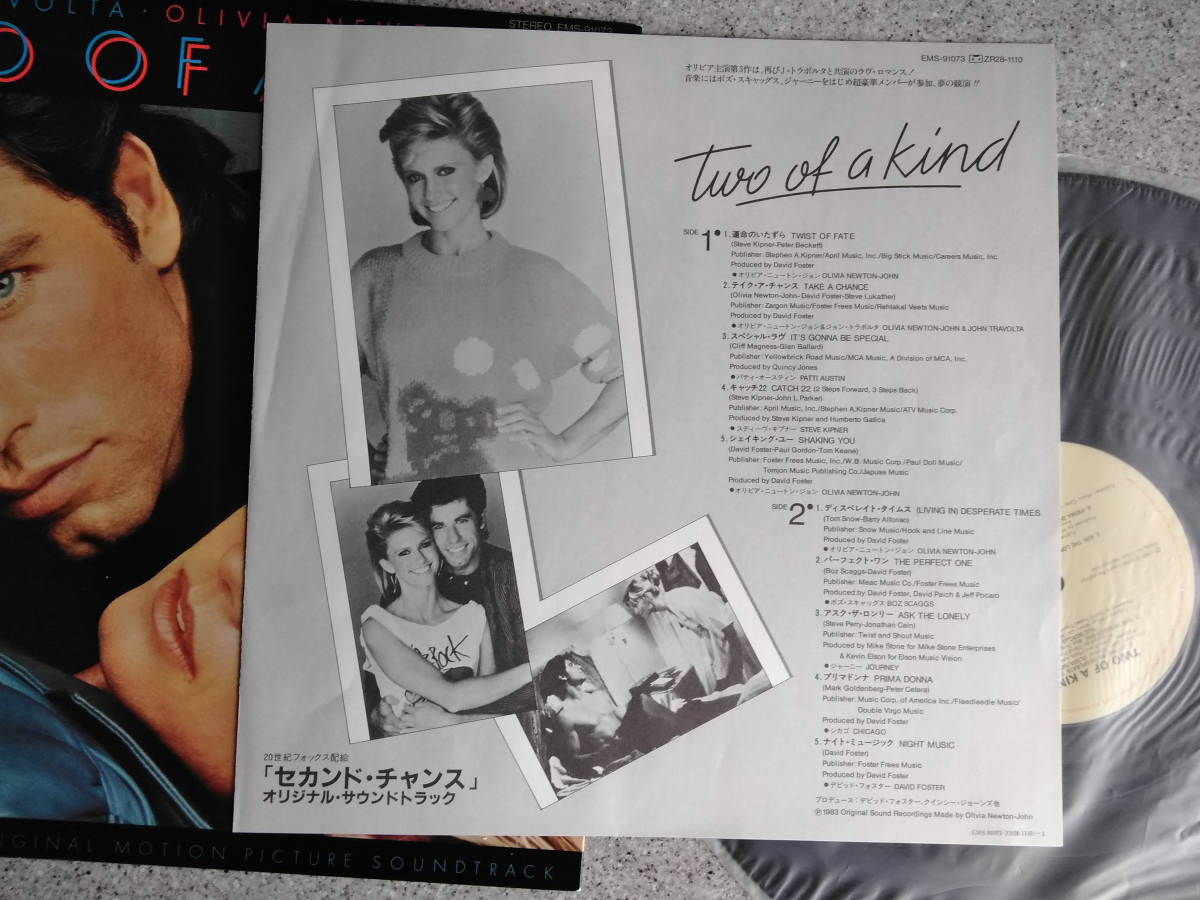 VOLTA · OLIVIA NEWT
STEREO EMS-91073
O OF A
EMS-91073 ZR28-1110
オリビア主演第3作は、再びJ・トラボルタと共演のラヴ・ロマンス!
音楽にはボズ・スキャッグス、ジャーニーをはじめ超豪華メンバーが参加、夢の競演!!
two of a kind
SIDE 1
1. 運命のいたずら TWIST OF FATE
(Steve Kipner-Peter Beckett)
Publisher: Stephen A.Kipner/April Music, Inc./Big Stick Music/Careers Music, Inc.
Produced by David Foster
●オリビア・ニュートン・ジョン OLIVIA NEWTON-JOHN
2. テイク・ア・チャンス TAKE A CHANCE
(Olivia Newton-John- David Foster-Steve Lukather)
Publisher: Zargon Music/Foster Frees Music/Rehtakal Veets Music
Produced by David Foster
●オリビア・ニュートン・ジョン&ジョン・トラボルタ OLIVIA NEWTON-JOHN & JOHN TRAVOLTA
3. スペシャル・ラヴ IT'S GONNA BE SPECIAL
(Cliff Magness-Glen Ballard)
Publisher: Yellowbrick Road Music/MCA Music, A Division of MCA, Inc.
Produced by Quincy Jones
●パティ・オースティン PATTI AUSTIN
4. キャッチ22 CATCH 22 (2 Steps Forward, 3 Steps Back)
(Steve Kipner-John L.Parker)
Publisher: April Music, Inc./Stephen A.Kipner Music/ATV Music Corp.
Produced by Steve Kipner and Humberto Gatica
●スティーヴ・キプナー STEVE KIPNER
5. シェイキング・ユー SHAKING YOU
(David Foster-Paul Gordon-Tom Keane)
Publisher: Foster Frees Music, Inc./W.B. Music Corp./Paul Doll Music/
Tomjon Music Publishing Co./Japuse Music
Produced by David Foster
●オリビア・ニュートン・ジョン OLIVIA NEWTON-JOHN
SIDE 2
1. ディスペレイト・タイムス (LIVING IN) DESPERATE TIMES
(Tom Snow-Barry Alfonso)
Publisher: Snow Music/Hook and Line Music
Produced by David Foster
●オリビア・ニュートン・ジョン OLIVIA NEWTON-JOHN
2. パーフェクト・ワン THE PERFECT ONE
(Boz Scaggs-David Foster)
Publisher: Meac Music Co./Foster Frees Music
Produced by David Foster, David Paich & Jeff Pocaro
●ボズ・スキャッグス BOZ SCAGGS
3. アスク・ザ・ロンリー ASK THE LONELY
(Steve Perry-Jonathan Cain)
Publisher: Twist and Shout Music
Produced by Mike Stone for Mike Stone Enterprises
& Kevin Elson for Elson Music Vision
●ジャーニー JOURNEY
4. プリマドンナ PRIMA DONNA
(Mark Goldenberg-Peter Cetera)
Publisher: Music Corp. of America Inc./Fleedleedle Music/
Double Virgo Music
Produced by David Foster
●シカゴ CHICAGO
5. ナイト・ミュージック NIGHT MUSIC
(David Foster)
Publisher: Foster Frees Music
Produced by David Foster
●デビッド・フォスター DAVID FOSTER
プロデュース:デビッド・フォスター、クインシー・ジョーンズ他
℗1983 Original Sound Recordings Made by Olivia Newton-John
20世紀フォックス配給
「セカンド・チャンス」
オリジナル・サウンドトラック
IGINAL MOTION PICTURE SOUNDTRACK
TWO OF A KIN